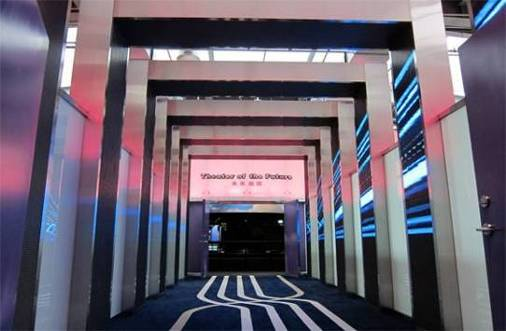 Theater of the Future